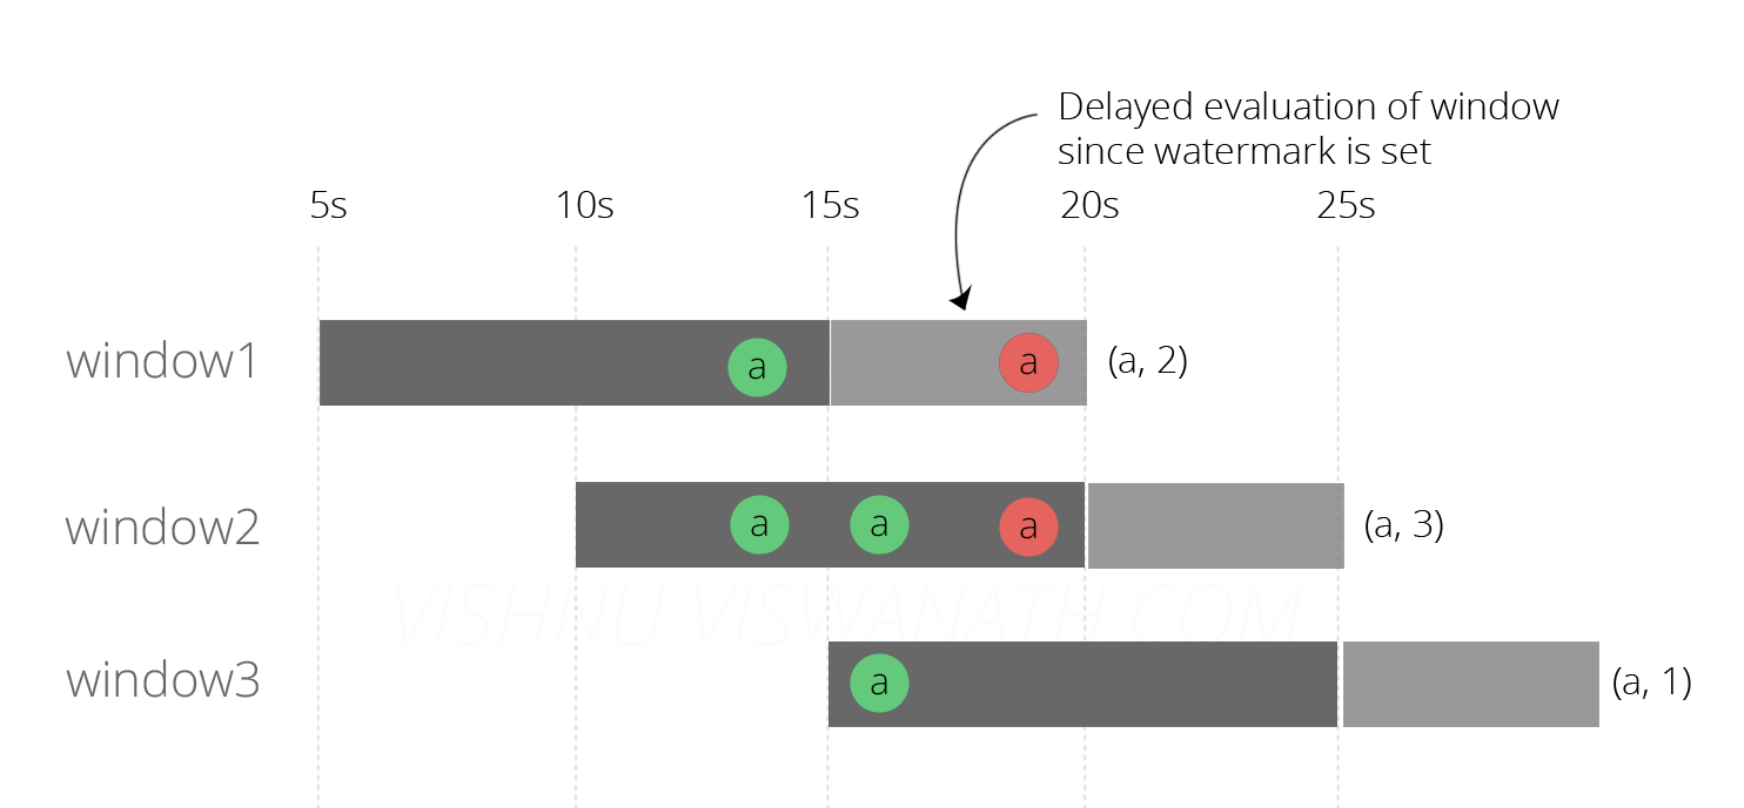 Delayed evaluation of window
since watermark is set
5s 10s 15s 20s 25s
window1 a a (a, 2)
window2 a a a (a, 3)
VISHNU VISWANATH.COM
window3 a (a, 1)